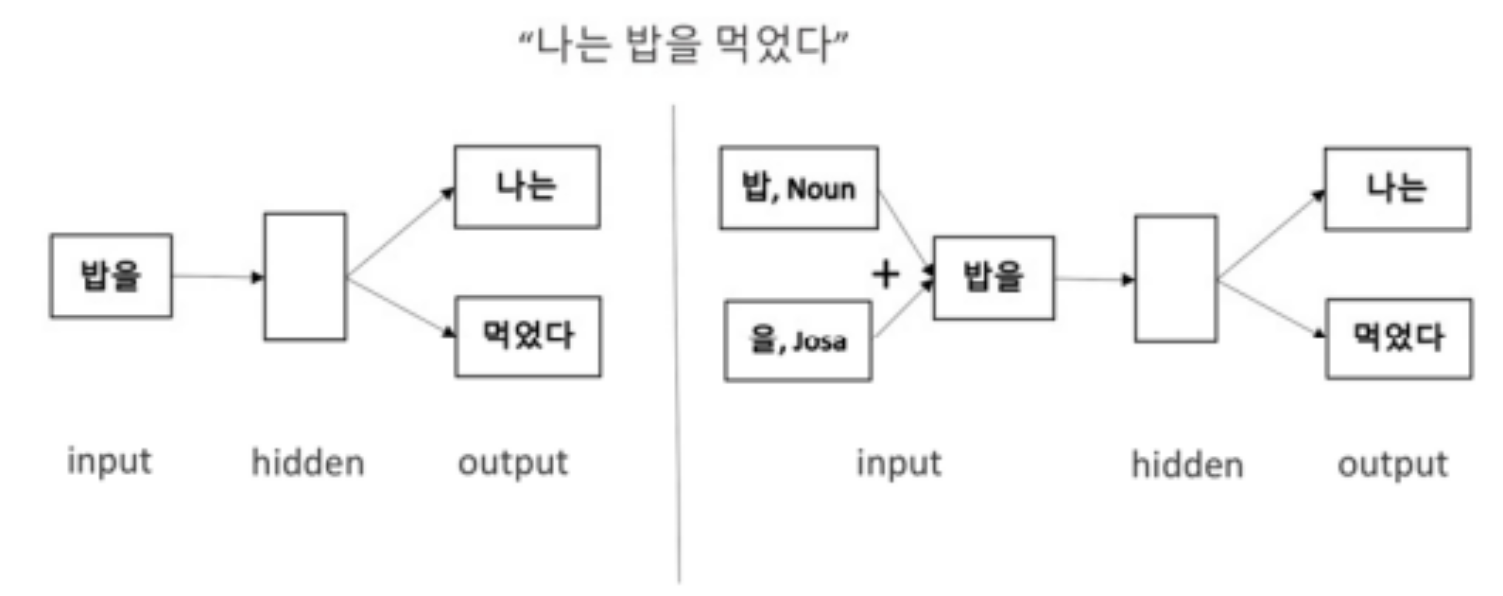 “나는 밥을 먹었다”
밥을
나는
먹었다
input
hidden
output
밥, Noun
+
을, Josa
밥을
나는
먹었다
input
hidden
output